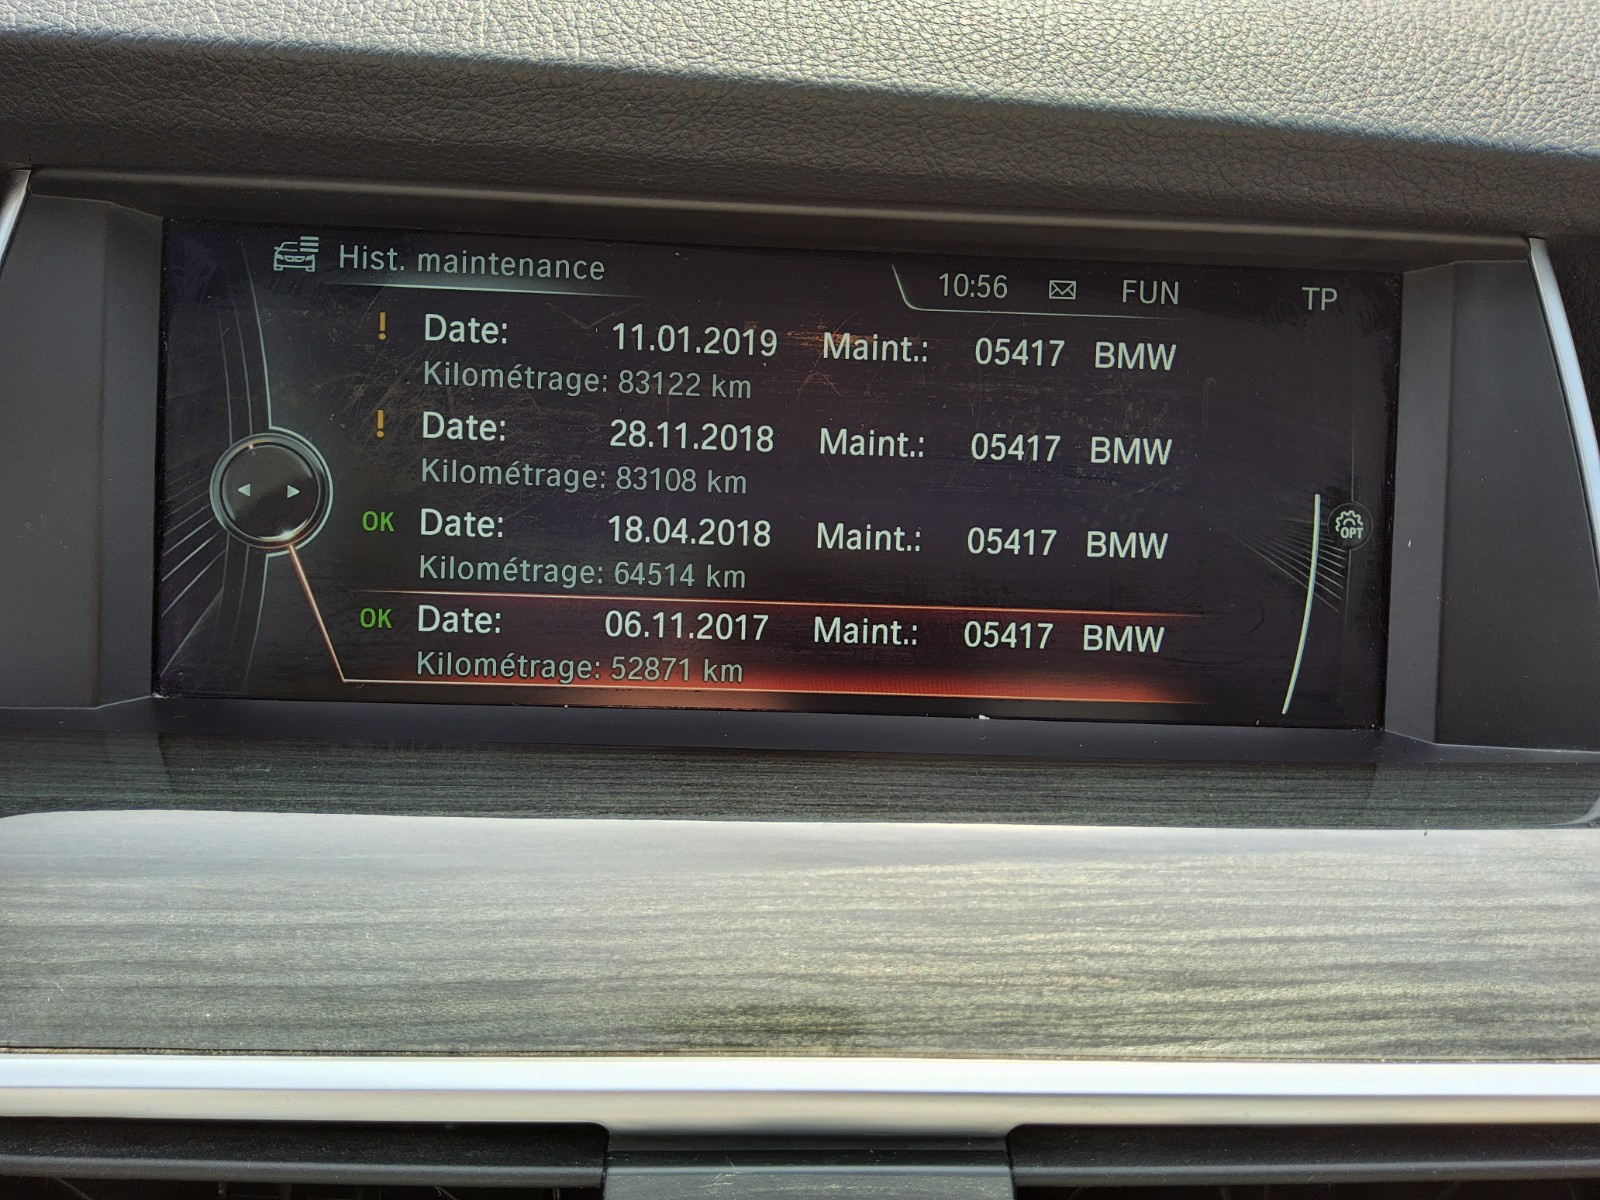 Hist. maintenance 10:56 FUN TP
! Date: 11.01.2019 Maint.: 05417 BMW
Kilométrage: 83122 km
! Date: 28.11.2018 Maint.: 05417 BMW
Kilométrage: 83108 km
OK Date: 18.04.2018 Maint.: 05417 BMW
Kilométrage: 64514 km
OPT
OK Date: 06.11.2017 Maint.: 05417 BMW
Kilométrage: 52871 km